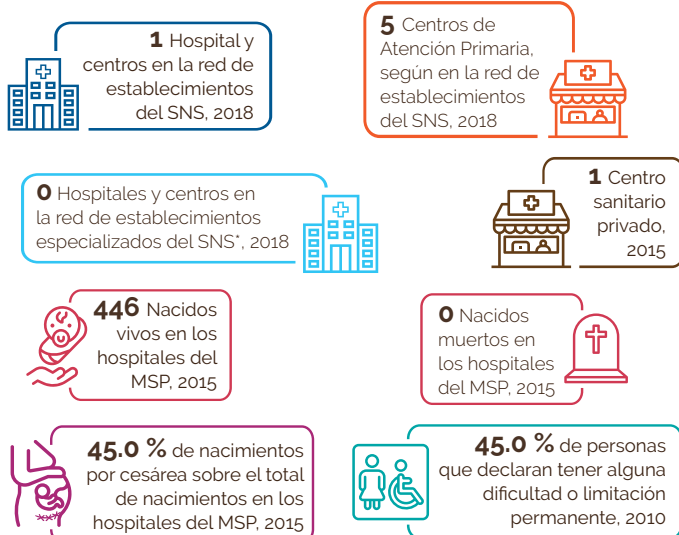 1 Hospital y
centros en la red de
establecimientos
del SNS, 2018
5 Centros de
Atención Primaria,
según en la red de
establecimientos
del SNS, 2018
0 Hospitales y centros en
la red de establecimientos
especializados del SNS*, 2018
1 Centro
sanitario
privado,
2015
446 Nacidos
vivos en los
hospitales del
MSP, 2015
0 Nacidos
muertos en
los hospitales
del MSP, 2015
45.0 % de nacimientos
por cesárea sobre el total
de nacimientos en los
hospitales del MSP, 2015
45.0 % de personas
que declaran tener alguna
dificultad o limitación
permanente, 2010